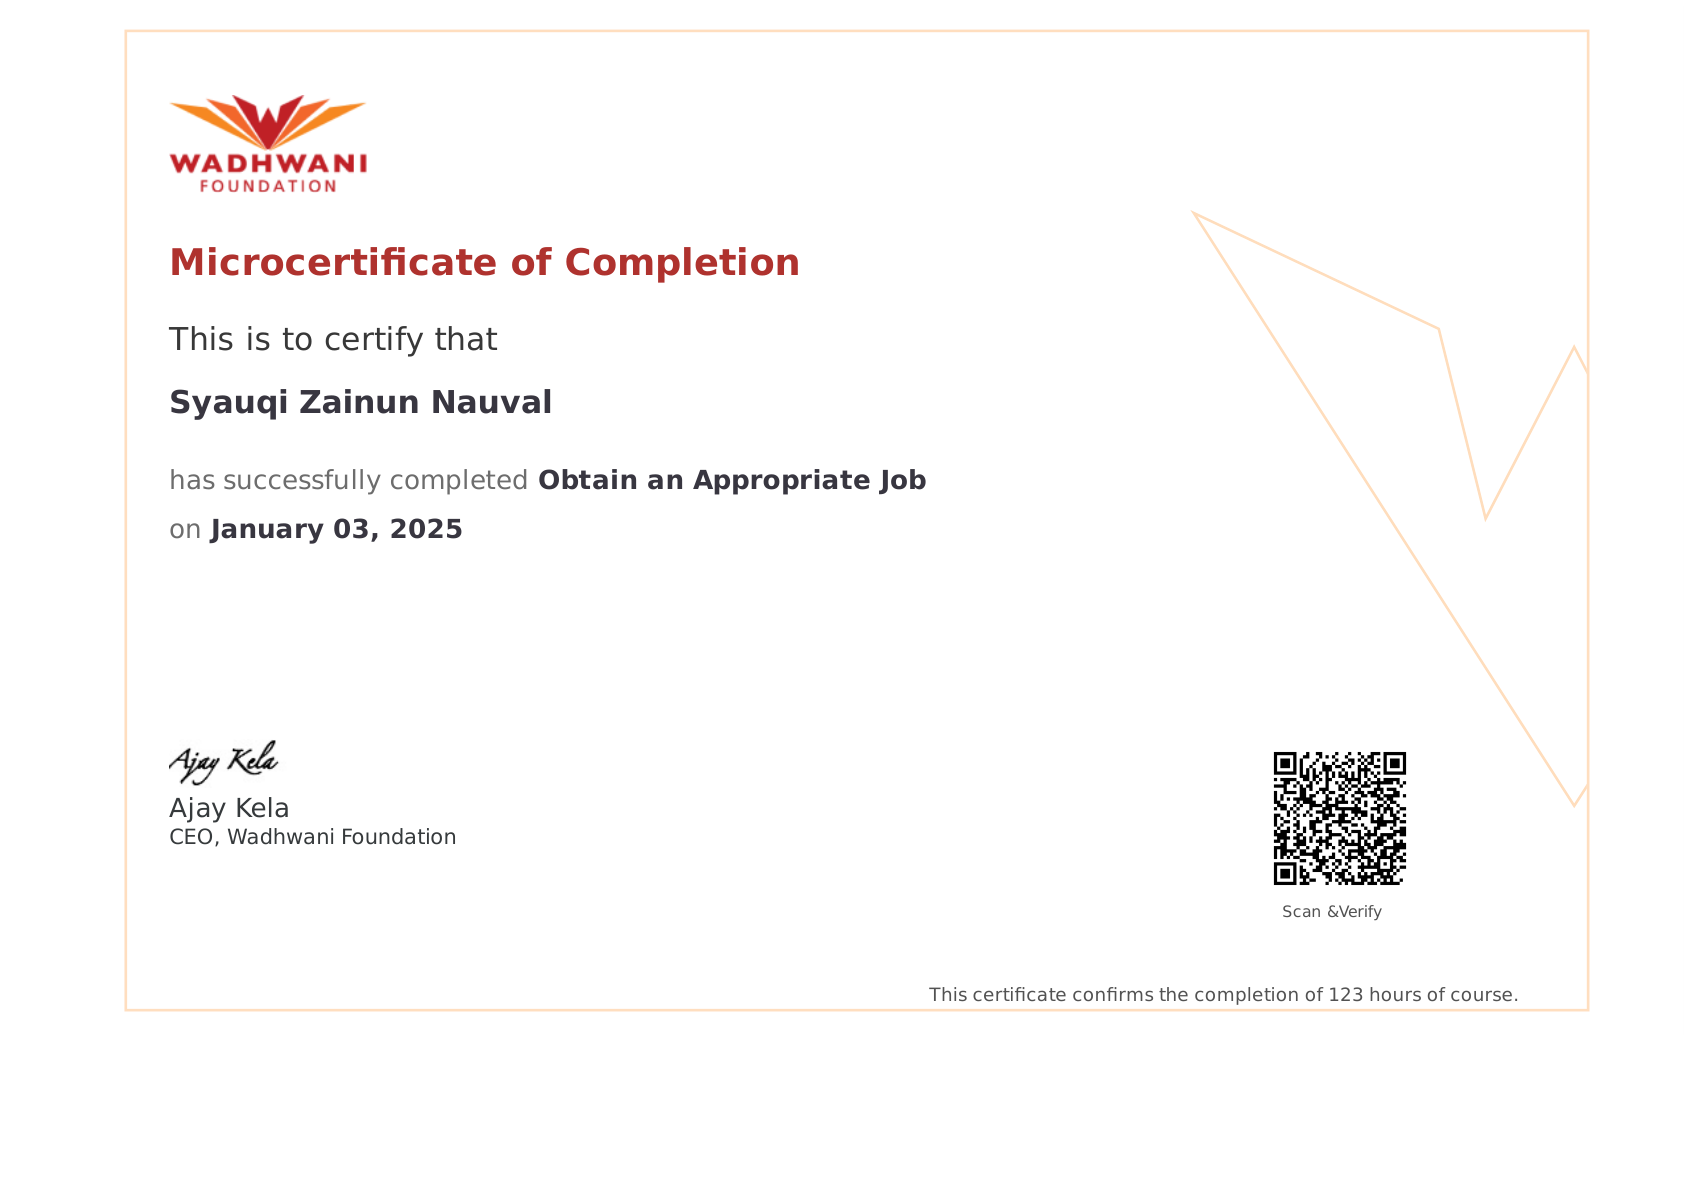 WADHWANI
FOUNDATION
Microcertificate of Completion
This is to certify that
Syauqi Zainun Nauval
has successfully completed Obtain an Appropriate Job
on January 03, 2025
Ajay Kela
Ajay Kela
CEO, Wadhwani Foundation
Scan &Verify
This certificate confirms the completion of 123 hours of course.